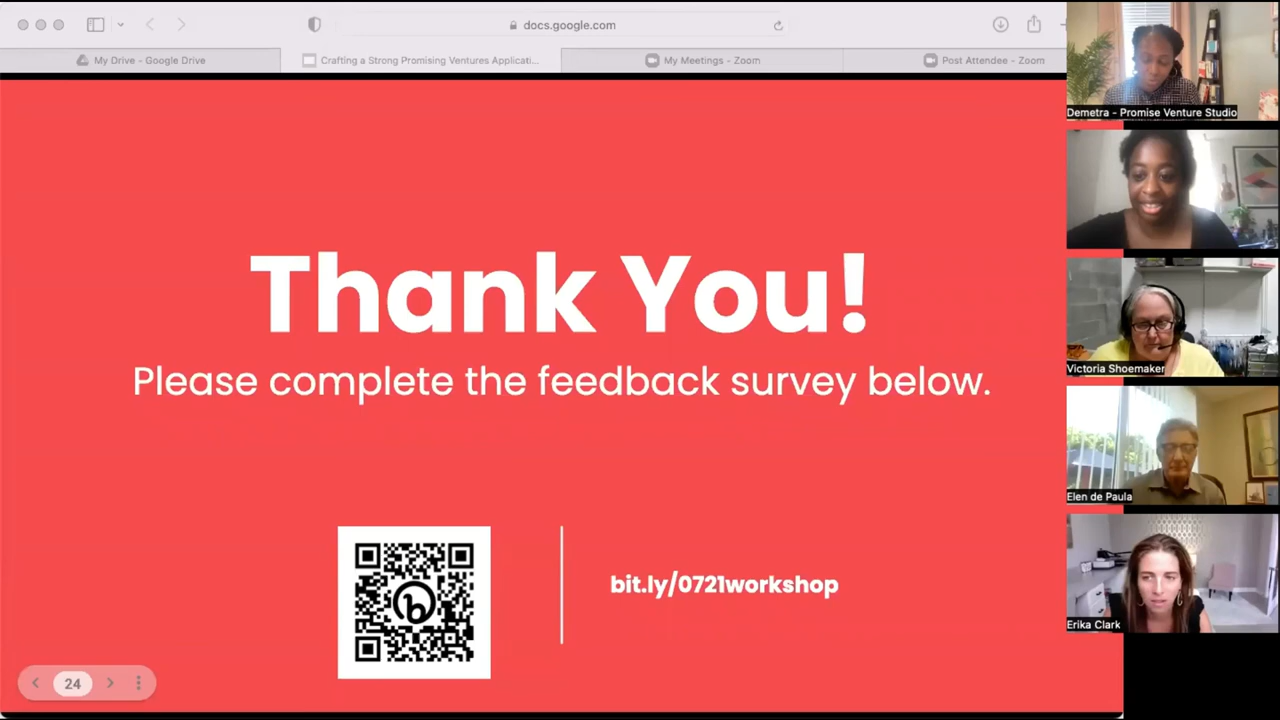 docs.google.com
My Drive - Google Drive
Crafting a Strong Promising Ventures Applicati...
My Meetings - Zoom
Post Attendee - Zoom
Demetra - Promise Venture Studio
Thank You!
Please complete the feedback survey below.
Victoria Shoemaker
Elen de Paula
b
bit.ly/0721workshop
Erika Clark
24